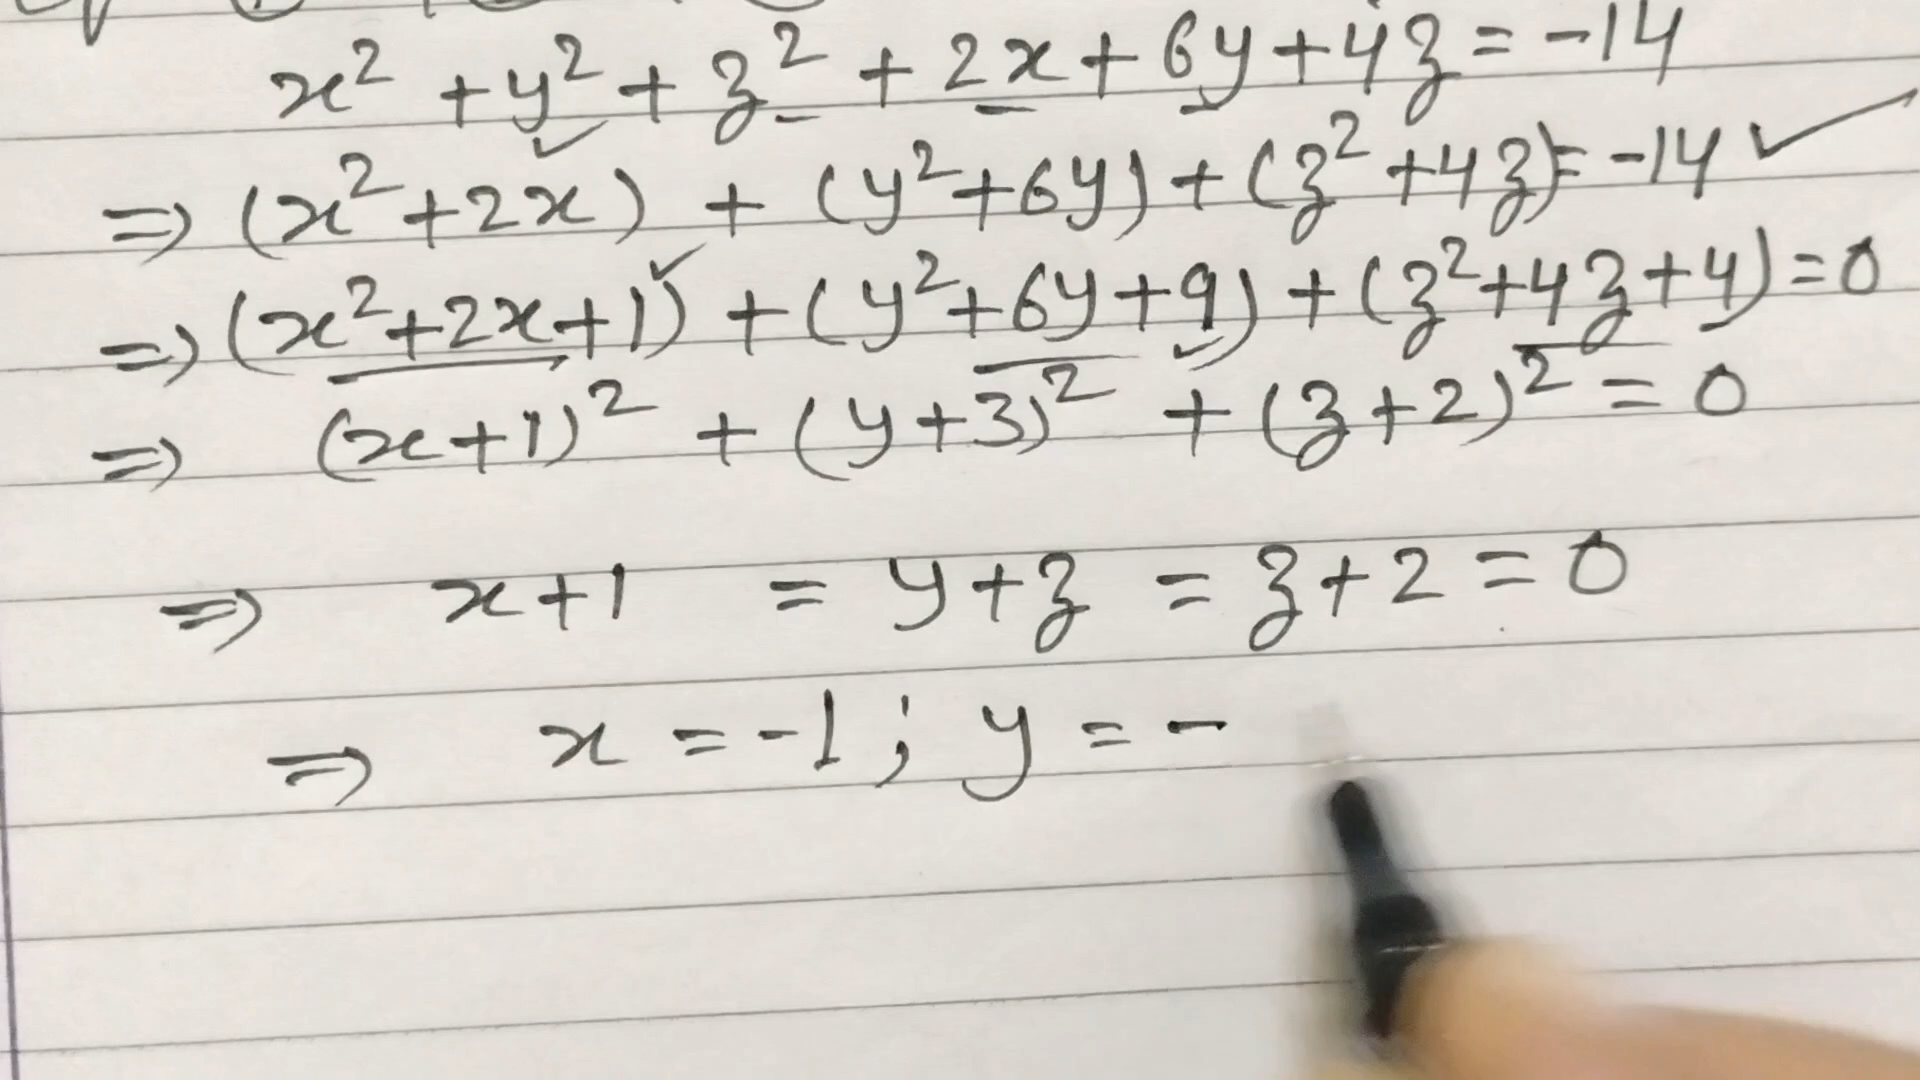 x² + y² + z² + 2x + 6y + 4z = -14
⇒ (x² + 2x) + (y² + 6y) + (z² + 4z) = -14 ✓
⇒ (x² + 2x + 1) + (y² + 6y + 9) + (z² + 4z + 4) = 0
⇒ (x+1)² + (y+3)² + (z+2)² = 0
⇒ x+1 = y+z = z+2 = 0
⇒ x = -1 ; y = -